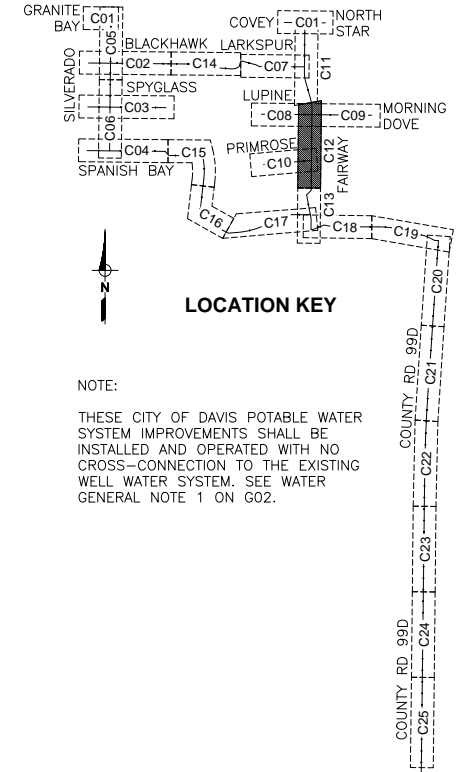 GRANITE
BAY
C01
COVEY
C01
NORTH
STAR
C05
BLACKHAWK
LARKSPUR
C11
SILVERADO
C02
C14
C07
SPYGLASS
LUPINE
C03
C06
C08
C09
MORNING
DOVE
C04
C15
PRIMROSE
C10
C12
FAIRWAY
SPANISH BAY
C16
C17
C13
C18
C19
N
C20
LOCATION KEY
COUNTY RD 99D
C21
NOTE:
THESE CITY OF DAVIS POTABLE WATER
SYSTEM IMPROVEMENTS SHALL BE
INSTALLED AND OPERATED WITH NO
CROSS-CONNECTION TO THE EXISTING
WELL WATER SYSTEM. SEE WATER
GENERAL NOTE 1 ON G02.
C22
C23
C24
COUNTY RD 99D
C25